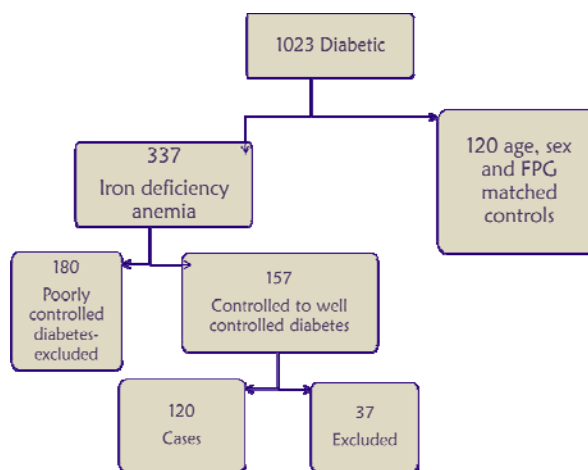 1023 Diabetic
337
Iron deficiency
anemia
120 age, sex
and FPG
matched
controls
180
Poorly
controlled
diabetes-
excluded
157
Controlled to well
controlled diabetes
120
Cases
37
Excluded